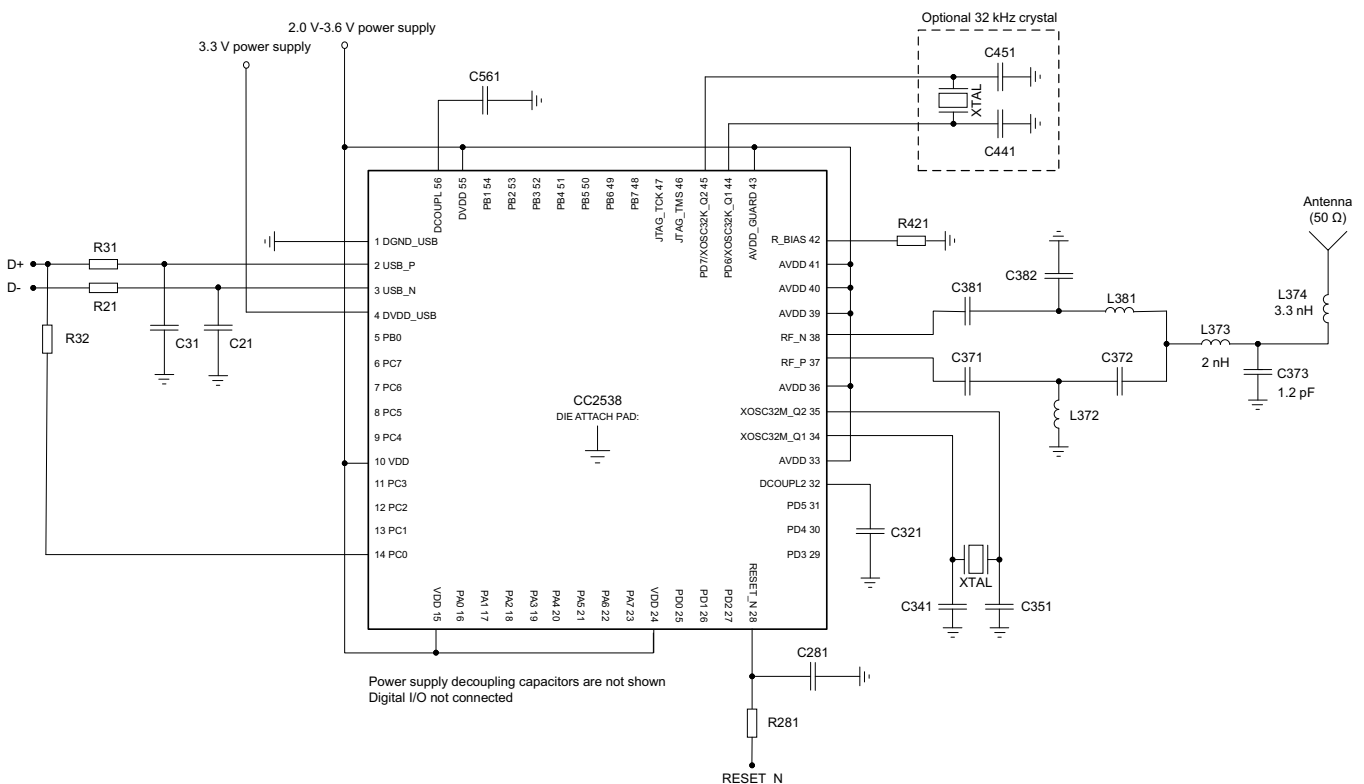 Optional 32 kHz crystal
2.0 V-3.6 V power supply
3.3 V power supply
C451
C561
XTAL
C441
DCOUPL 56
DVDD 55
PB1 54
PB2 53
PB3 52
PB4 51
PB5 50
PB6 49
PB7 48
JTAG_TCK 47
JTAG_TMS 46
PD7/XOSC32K_Q2 45
PD6/XOSC32K_Q1 44
AVDD_GUARD 43
Antenna
(50 Ω)
R421
R31
D+
D-
R21
R32
C31
C21
1 DGND_USB
2 USB_P
3 USB_N
4 DVDD_USB
5 PB0
6 PC7
7 PC6
8 PC5
9 PC4
10 VDD
11 PC3
12 PC2
13 PC1
14 PC0
CC2538
DIE ATTACH PAD:
R_BIAS 42
AVDD 41
AVDD 40
AVDD 39
RF_N 38
RF_P 37
AVDD 36
XOSC32M_Q2 35
XOSC32M_Q1 34
AVDD 33
DCOUPL2 32
PD5 31
PD4 30
PD3 29
C382
C381
L381
L374
3.3 nH
L373
2 nH
C371
C372
C373
1.2 pF
L372
C321
XTAL
C341
C351
VDD 15
PA0 16
PA1 17
PA2 18
PA3 19
PA4 20
PA5 21
PA6 22
PA7 23
VDD 24
PD0 25
PD1 26
PD2 27
RESET_N 28
C281
Power supply decoupling capacitors are not shown
Digital I/O not connected
R281
RESET_N